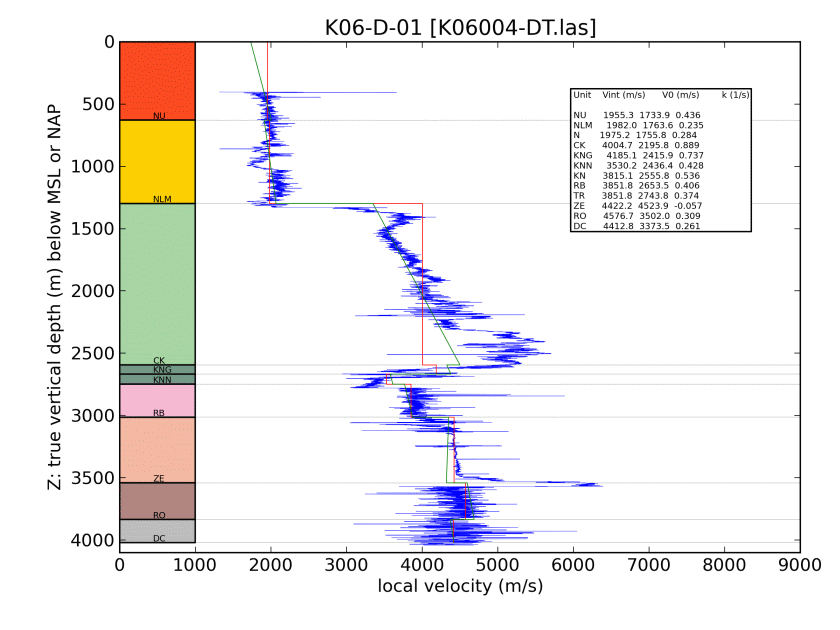 K06-D-01 [K06004-DT.las]
Z: true vertical depth (m) below MSL or NAP
0
500
1000
1500
2000
2500
3000
3500
4000
NU
NLM
CK
KNG
KNN
RB
ZE
RO
DC
Unit Vint (m/s) V0 (m/s) k (1/s)
NU 1955.3 1733.9 0.436
NLM 1982.0 1763.6 0.235
N 1975.2 1755.8 0.284
CK 4004.7 2195.8 0.889
KNG 4185.1 2415.9 0.737
KNN 3530.2 2436.4 0.428
KN 3815.1 2555.8 0.536
RB 3851.8 2653.5 0.406
TR 3851.8 2743.8 0.374
ZE 4422.2 4523.9 -0.057
RO 4576.7 3502.0 0.309
DC 4412.8 3373.5 0.261
0 1000 2000 3000 4000 5000 6000 7000 8000 9000
local velocity (m/s)